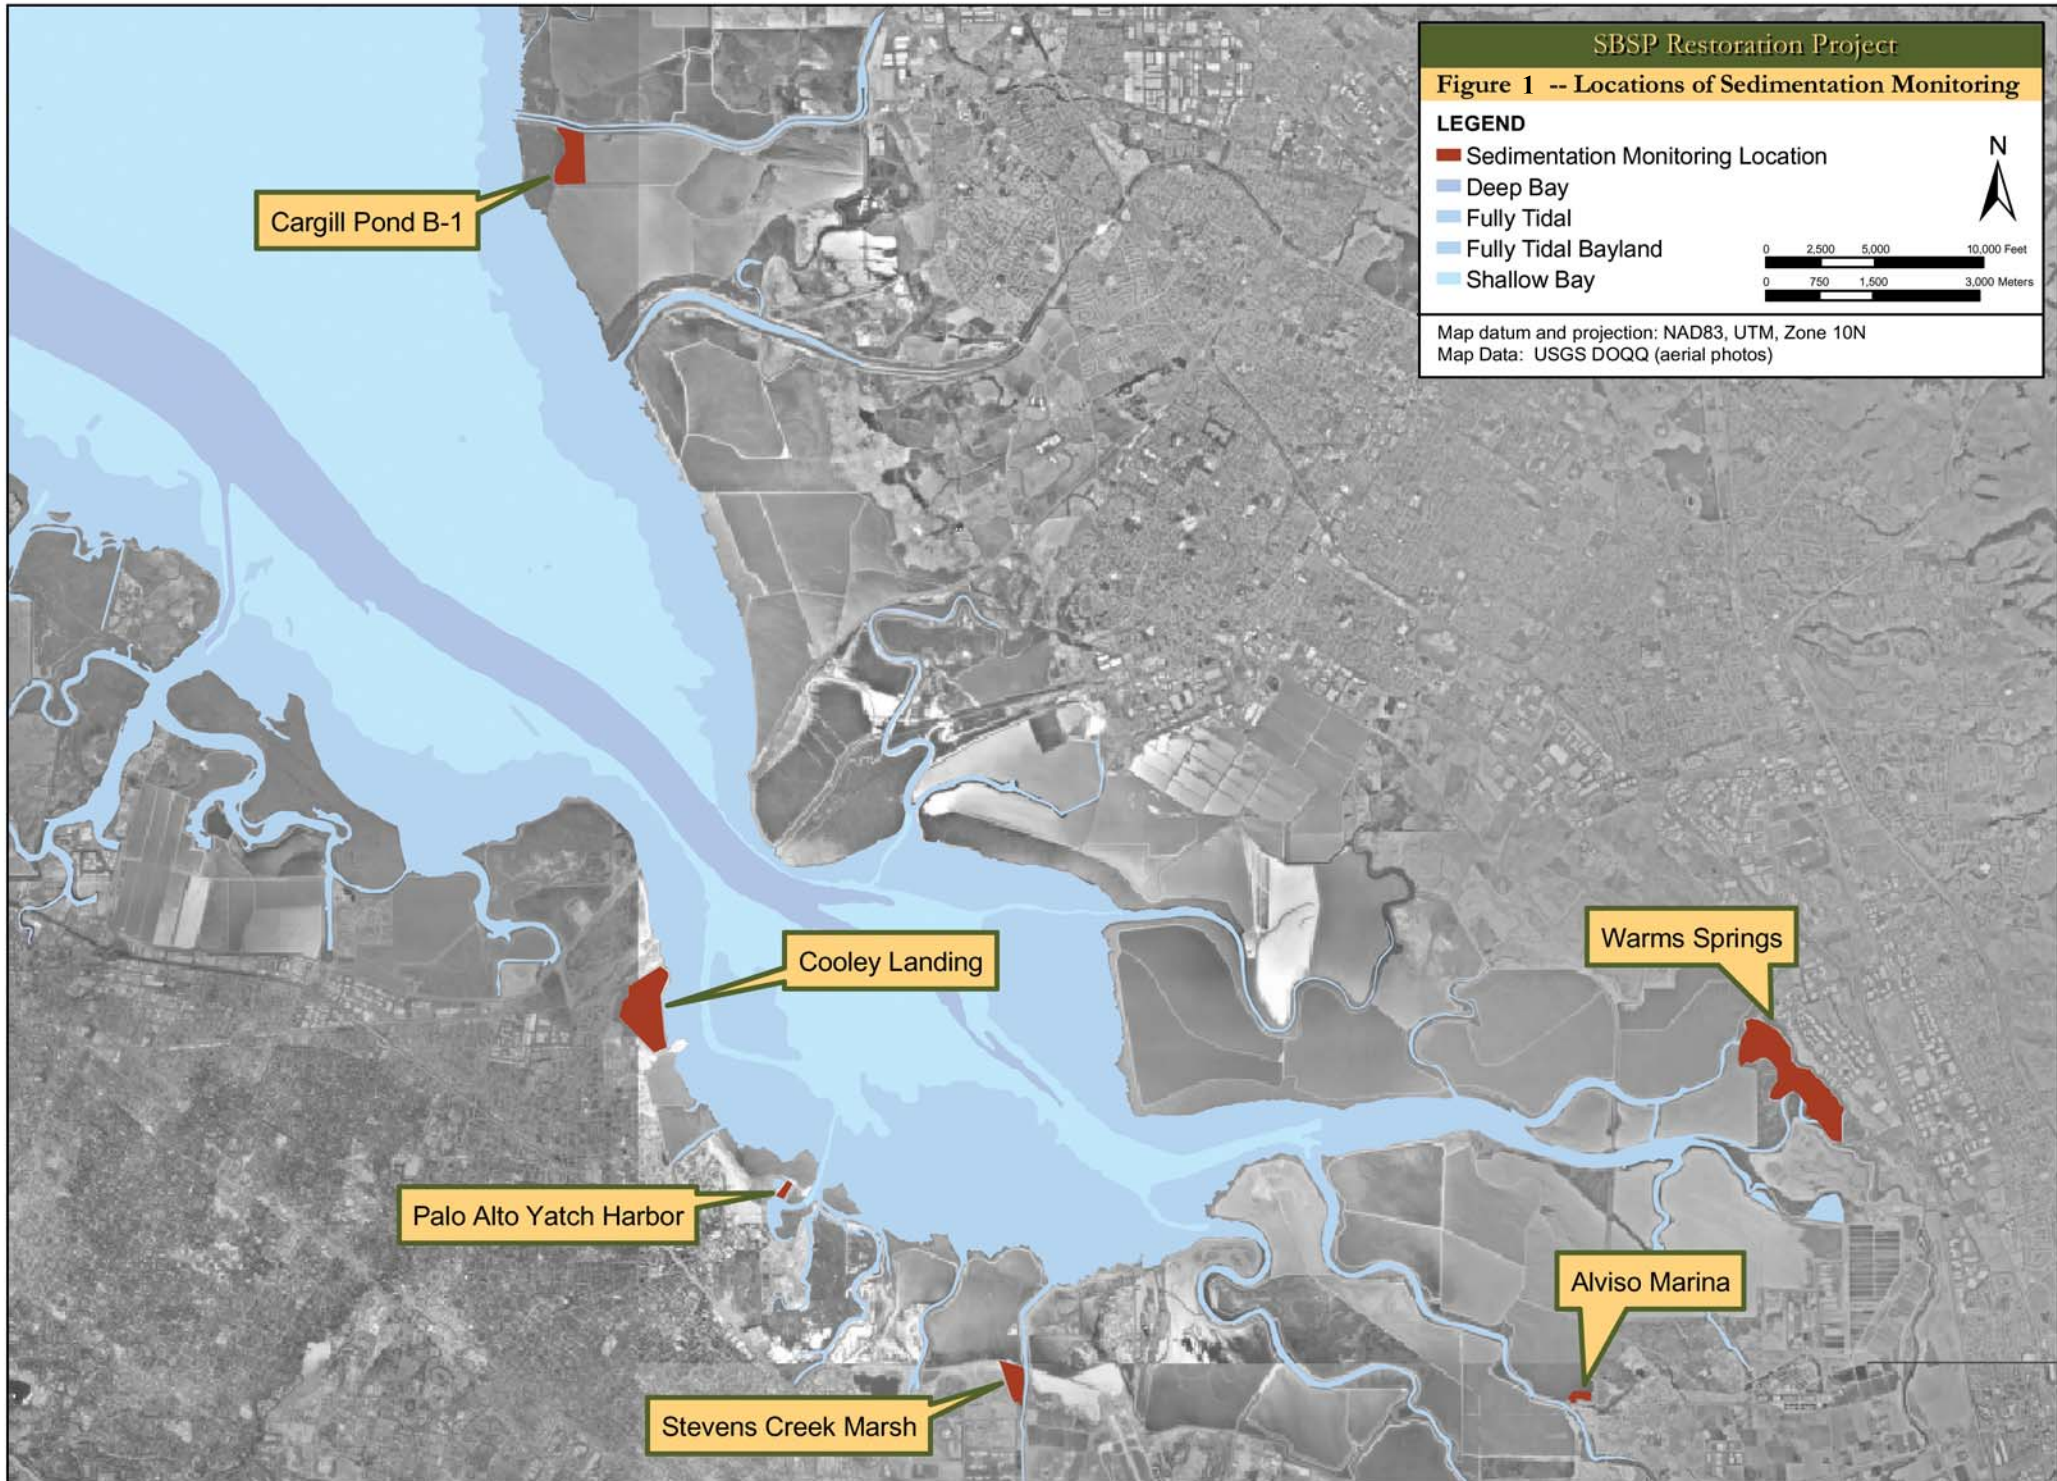 SBSP Restoration Project
Figure 1 -- Locations of Sedimentation Monitoring
LEGEND
Sedimentation Monitoring Location
Deep Bay
Fully Tidal
Fully Tidal Bayland
Shallow Bay
N
0 2,500 5,000 10,000 Feet
0 750 1,500 3,000 Meters
Map datum and projection: NAD83, UTM, Zone 10N
Map Data: USGS DOQQ (aerial photos)
Cargill Pond B-1
Warms Springs
Cooley Landing
Palo Alto Yatch Harbor
Alviso Marina
Stevens Creek Marsh